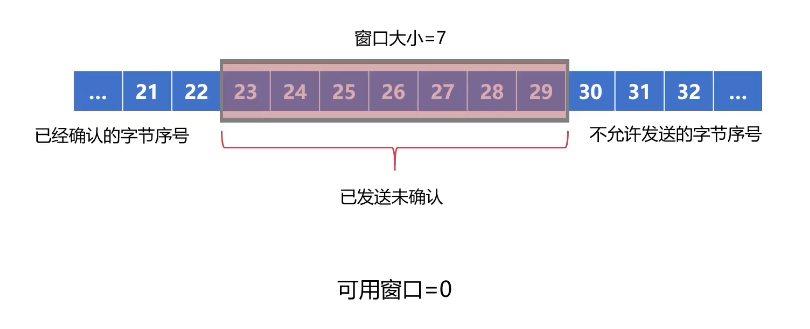 窗口大小=7
... 21 22 23 24 25 26 27 28 29 30 31 32 ...
已经确认的字节序号
不允许发送的字节序号
已发送未确认
可用窗口=0